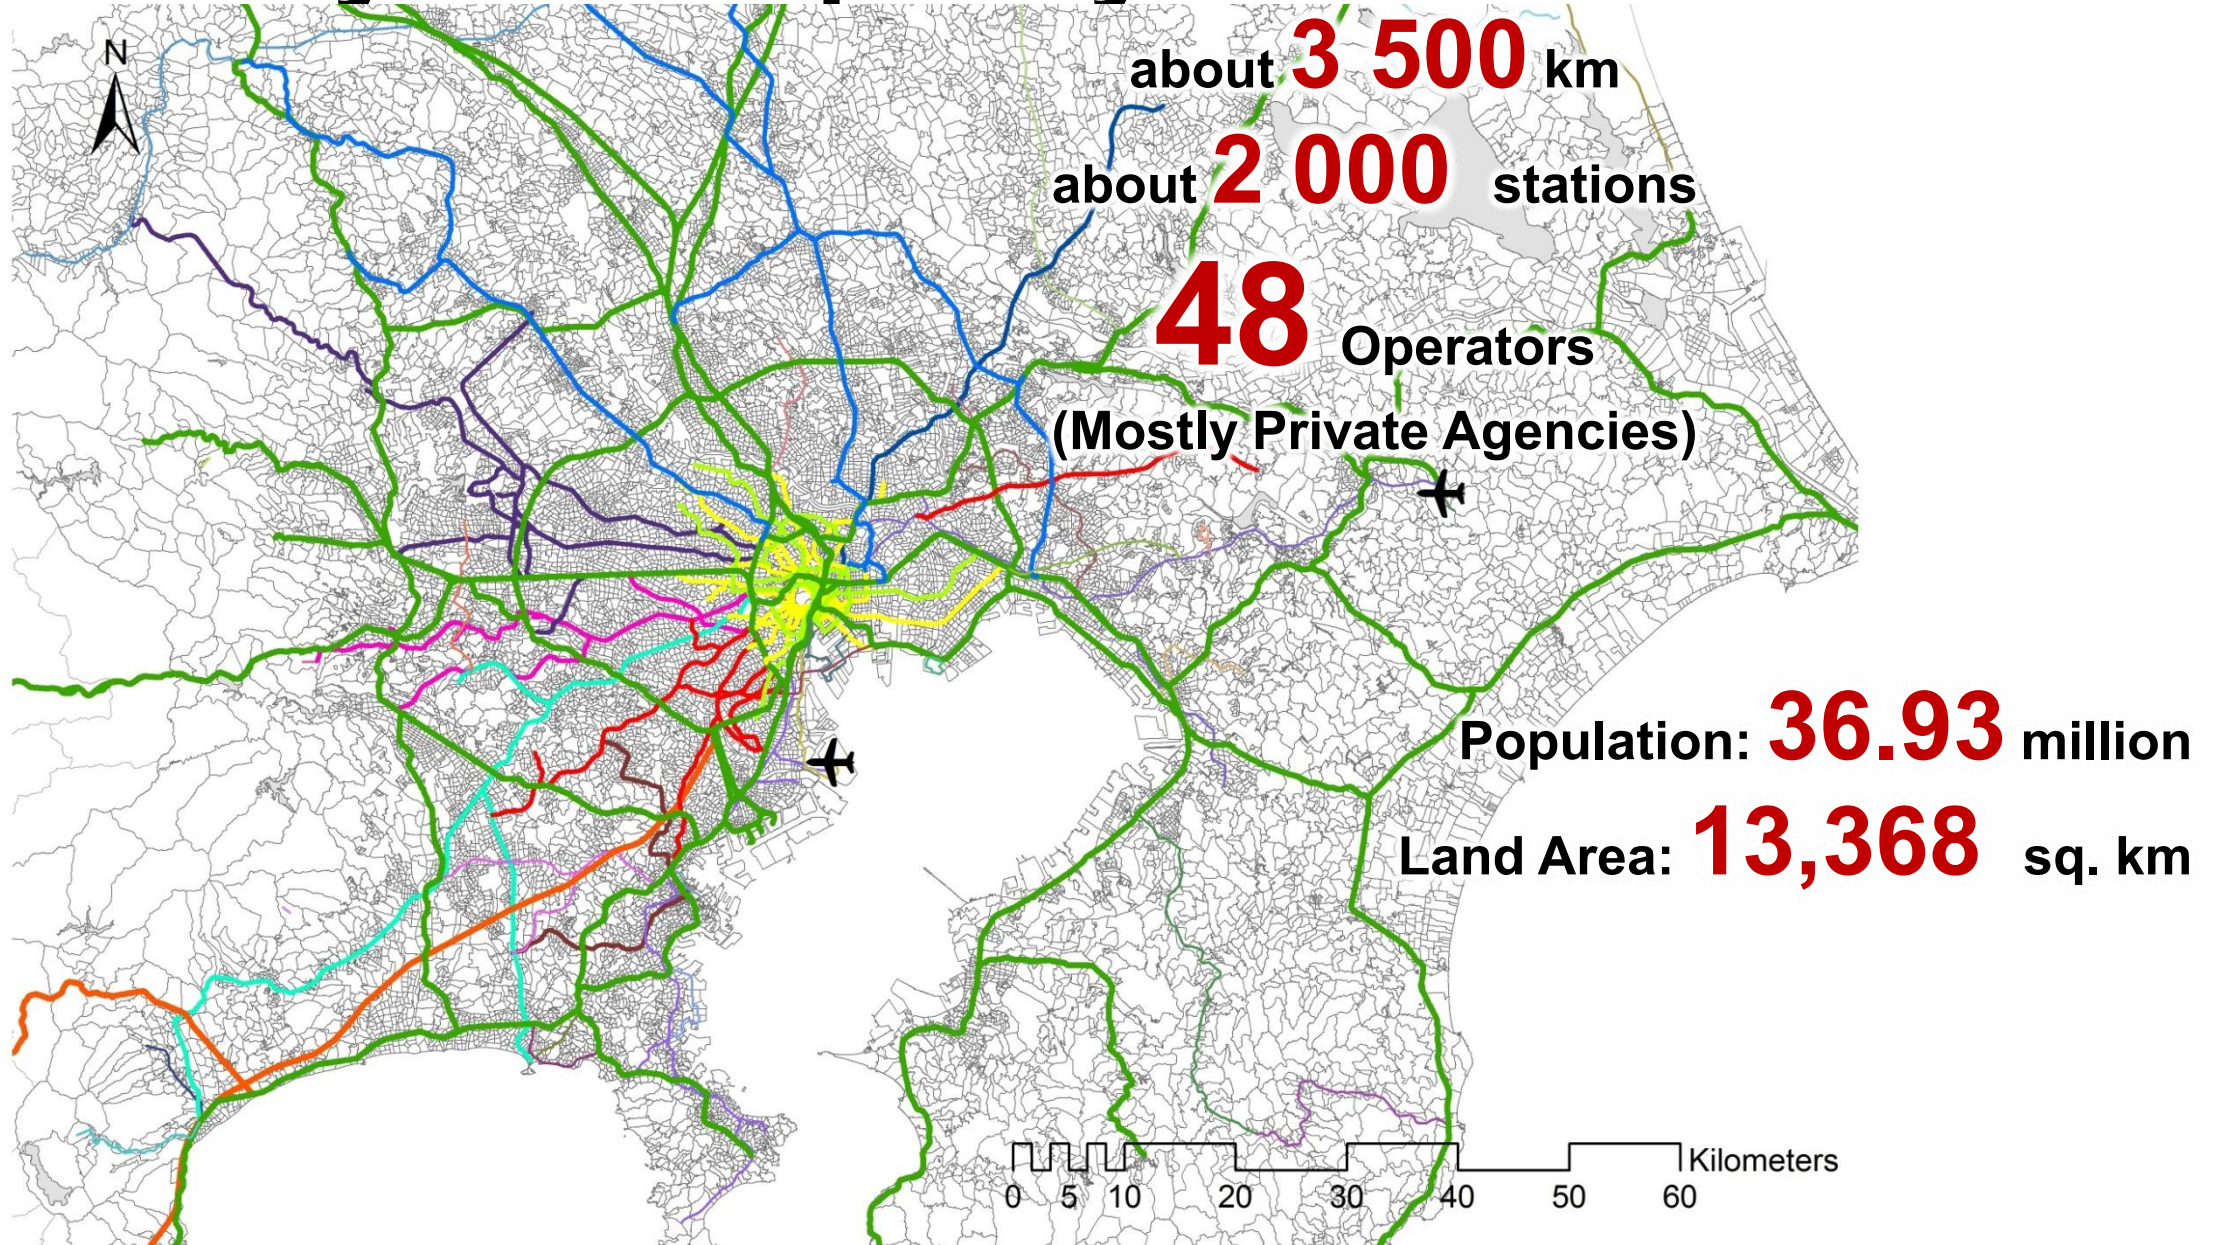 N
about 3 500 km
about 2 000 stations
48 Operators
(Mostly Private Agencies)
Population: 36.93 million
Land Area: 13,368 sq. km
Kilometers
0 5 10 20 30 40 50 60